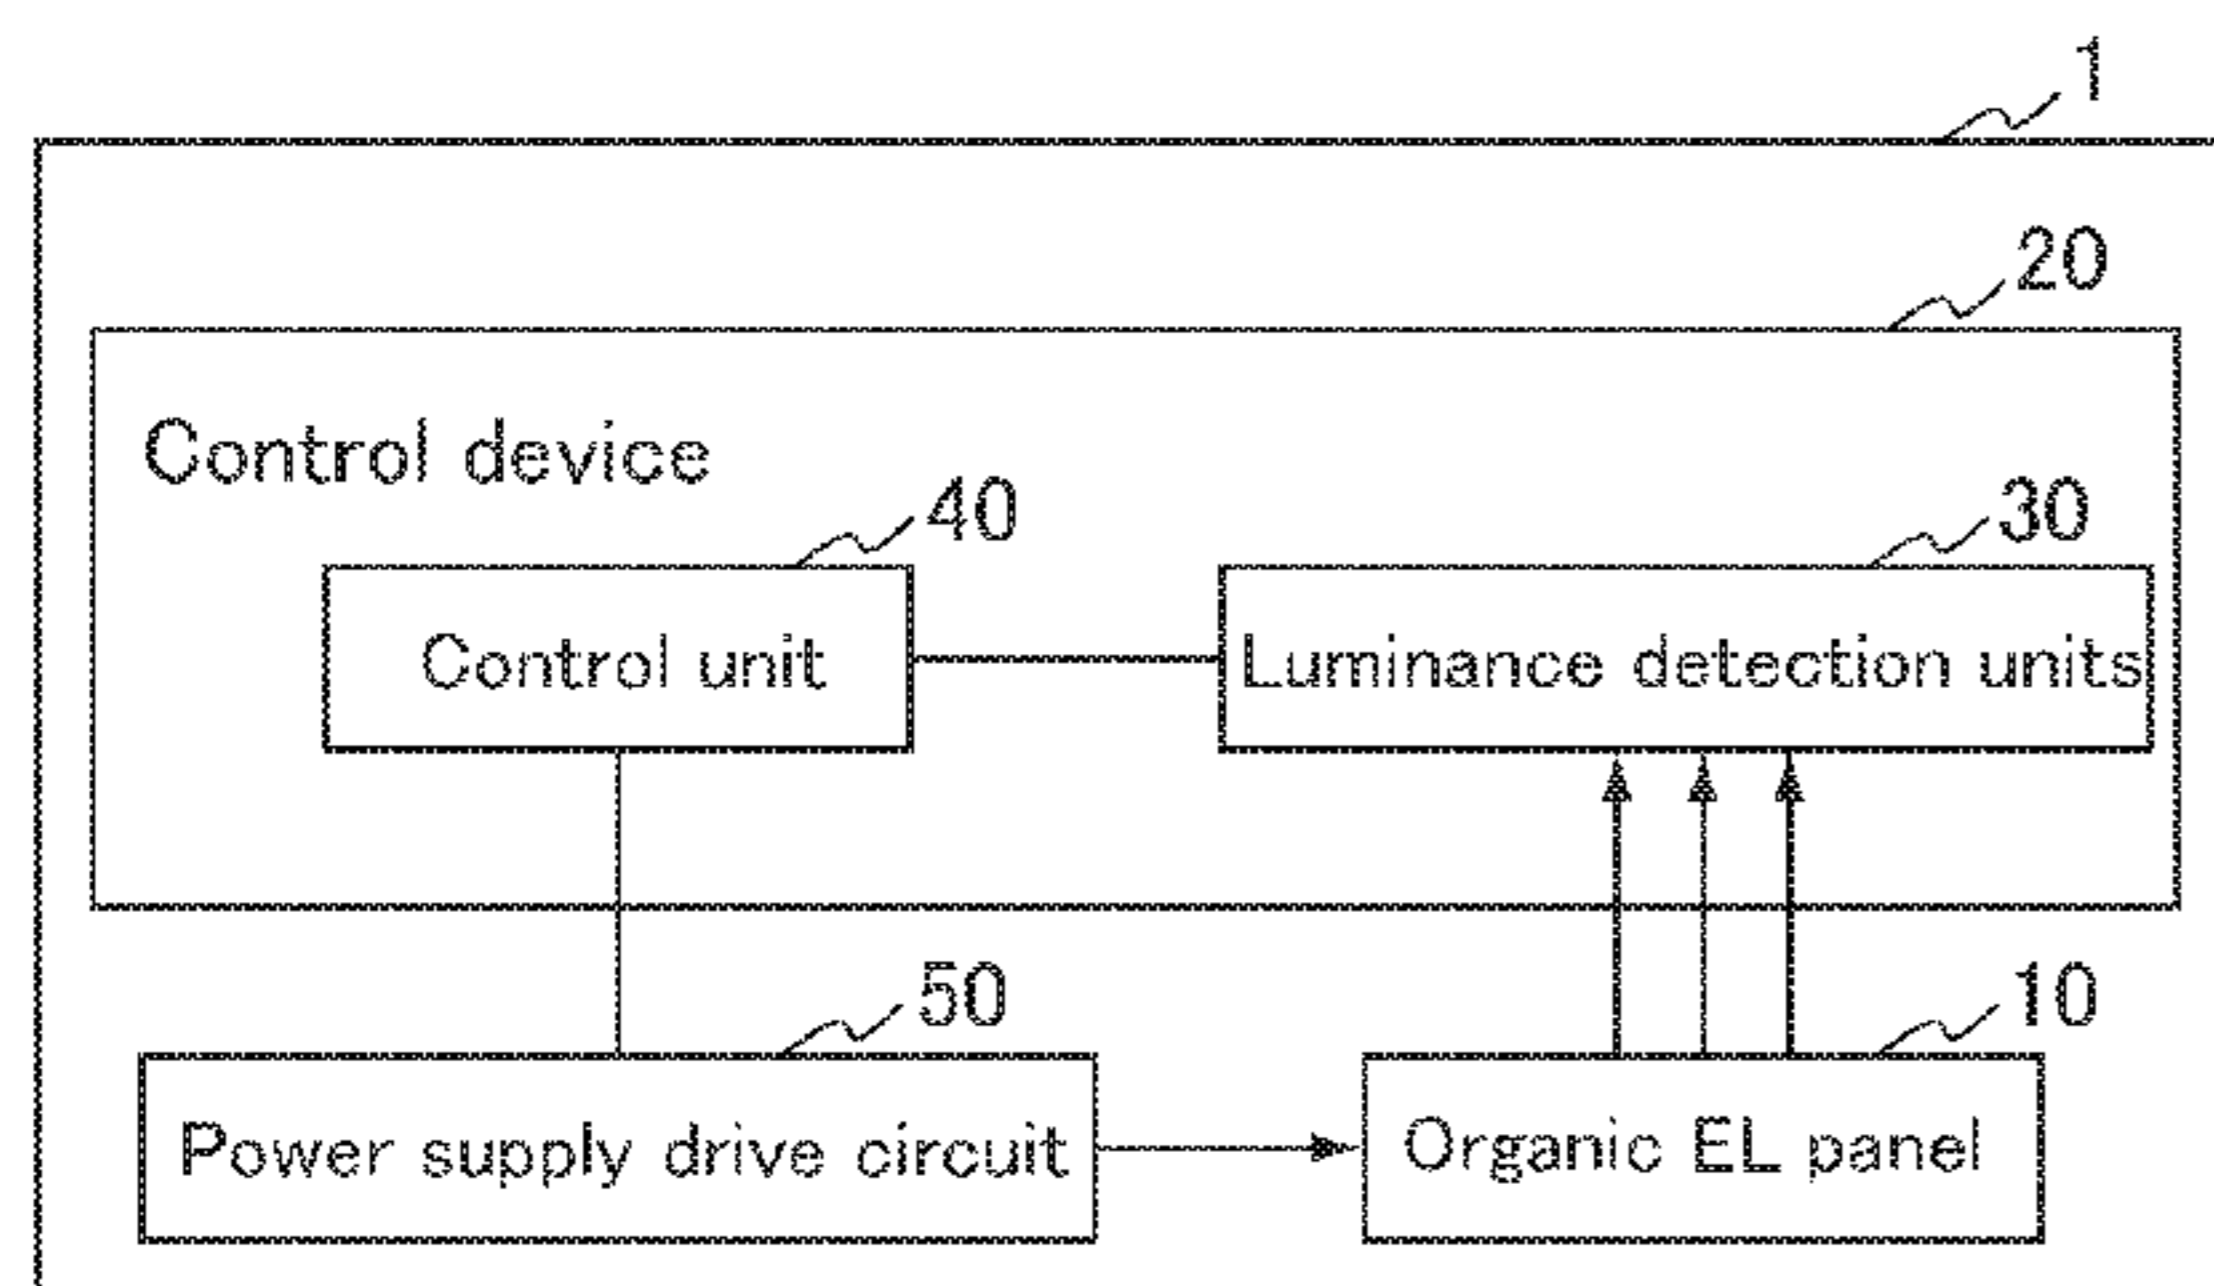 1
20
Control device
40
30
Control unit
Luminance detection units
50
10
Power supply drive circuit
Organic EL panel